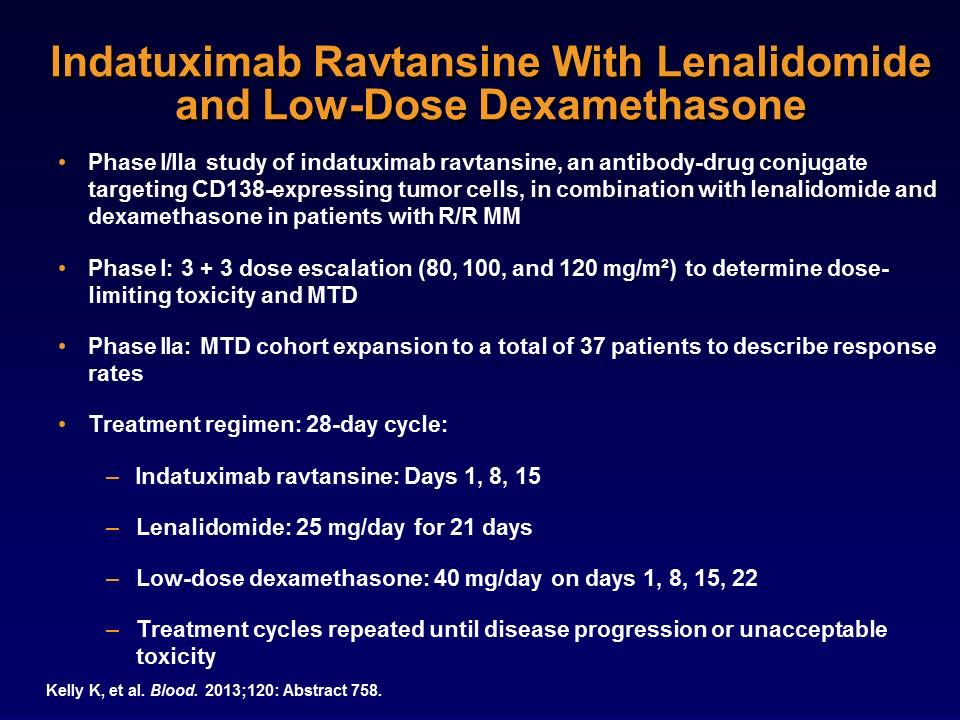 Indatuximab Ravtansine With Lenalidomide
and Low-Dose Dexamethasone
• Phase I/IIa study of indatuximab ravtansine, an antibody-drug conjugate
targeting CD138-expressing tumor cells, in combination with lenalidomide and
dexamethasone in patients with R/R MM
• Phase I: 3 + 3 dose escalation (80, 100, and 120 mg/m²) to determine dose-
limiting toxicity and MTD
• Phase IIa: MTD cohort expansion to a total of 37 patients to describe response
rates
• Treatment regimen: 28-day cycle:
– Indatuximab ravtansine: Days 1, 8, 15
– Lenalidomide: 25 mg/day for 21 days
– Low-dose dexamethasone: 40 mg/day on days 1, 8, 15, 22
– Treatment cycles repeated until disease progression or unacceptable
toxicity
Kelly K, et al. Blood. 2013;120: Abstract 758.